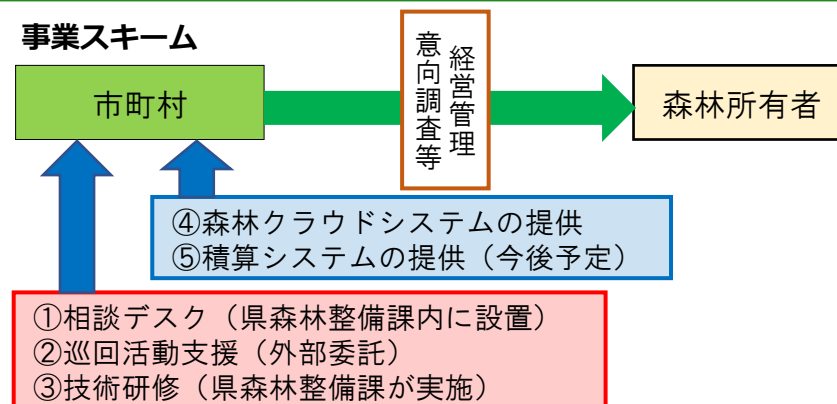 事業スキーム
市町村
経営管理
意向調査等
森林所有者
④森林クラウドシステムの提供
⑤積算システムの提供（今後予定）
①相談デスク（県森林整備課内に設置）
②巡回活動支援（外部委託）
③技術研修（県森林整備課が実施）